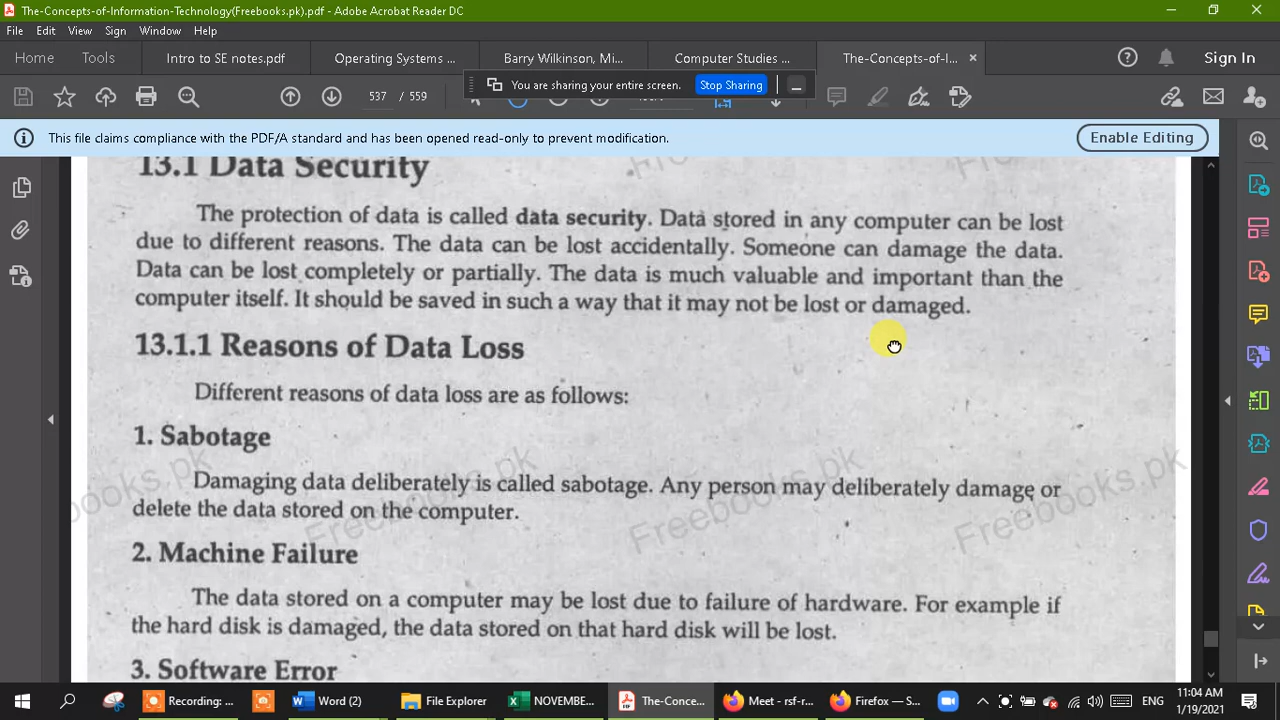 The-Concepts-of-Information-Technology(Freebooks.pk).pdf - Adobe Acrobat Reader DC
File Edit View Sign Window Help
Home Tools Intro to SE notes.pdf Operating Systems ... Barry Wilkinson, Mi... Computer Studies ... The-Concepts-of-I... Sign In
You are sharing your entire screen. Stop Sharing
537 / 559
This file claims compliance with the PDF/A standard and has been opened read-only to prevent modification. Enable Editing
13.1 Data Security
The protection of data is called data security. Data stored in any computer can be lost
due to different reasons. The data can be lost accidentally. Someone can damage the data.
Data can be lost completely or partially. The data is much valuable and important than the
computer itself. It should be saved in such a way that it may not be lost or damaged.
13.1.1 Reasons of Data Loss
Different reasons of data loss are as follows:
1. Sabotage
Damaging data deliberately is called sabotage. Any person may deliberately damage or
delete the data stored on the computer.
Freebooks.pk Freebooks.pk Freebooks.pk Freebooks.pk
2. Machine Failure
The data stored on a computer may be lost due to failure of hardware. For example if
the hard disk is damaged, the data stored on that hard disk will be lost.
3. Software Error
Recording: ... Word (2) File Explorer NOVEMBE... The-Conce... Meet - rsf-r... Firefox — S... ENG
11:04 AM
1/19/2021